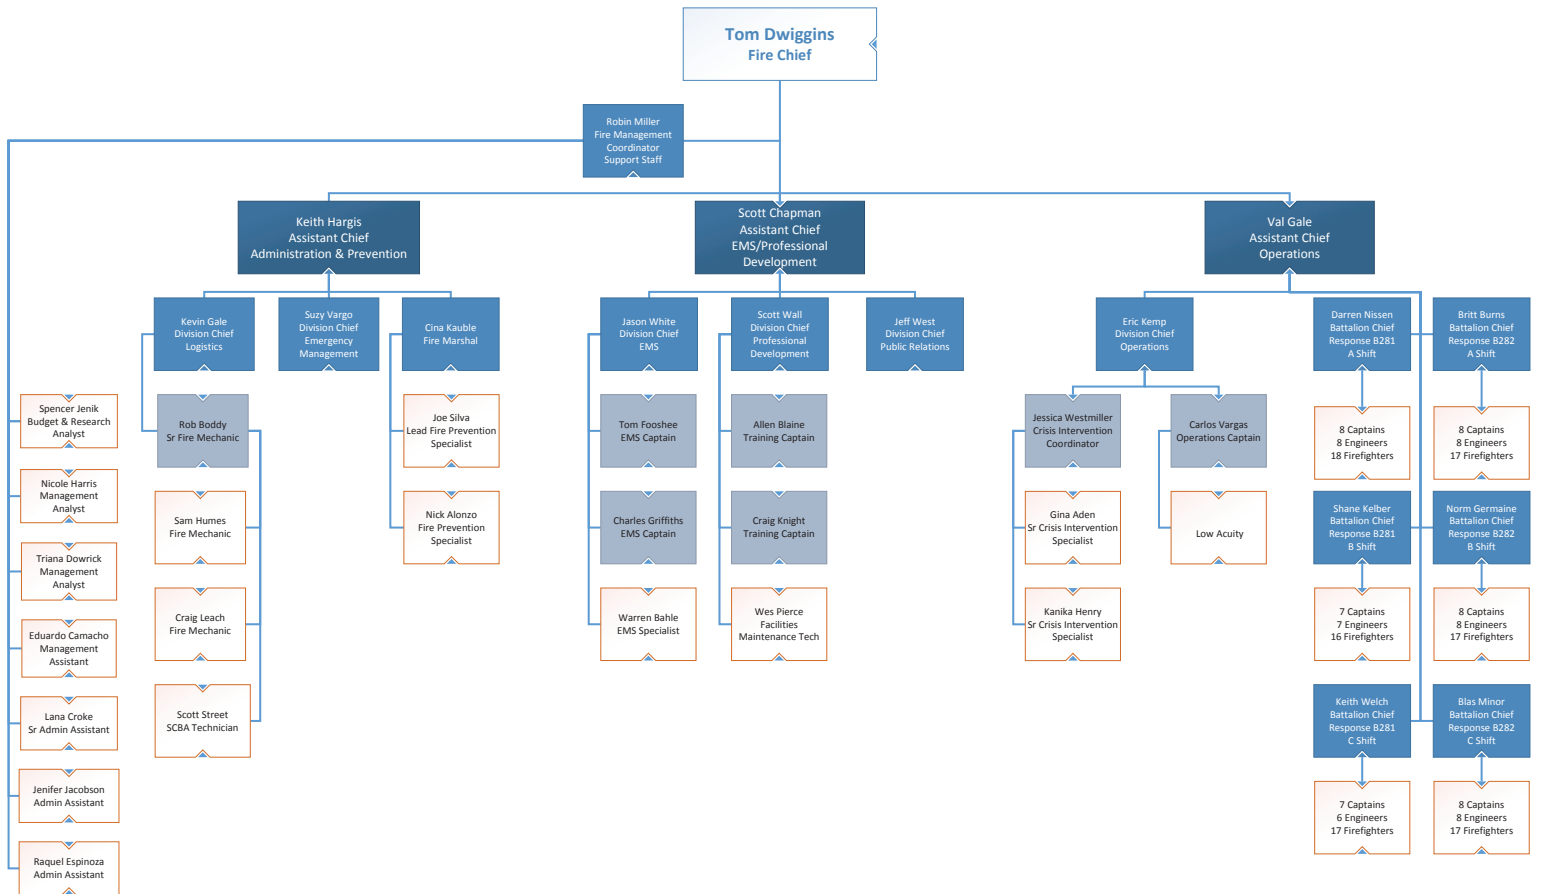 Tom Dwiggins
Fire Chief
Robin Miller
Fire Management
Coordinator
Support Staff
Keith Hargis
Assistant Chief
Administration & Prevention
Scott Chapman
Assistant Chief
EMS/Professional
Development
Val Gale
Assistant Chief
Operations
Kevin Gale
Division Chief
Logistics
Suzy Vargo
Division Chief
Emergency
Management
Cina Kauble
Fire Marshal
Jason White
Division Chief
EMS
Scott Wall
Division Chief
Professional
Development
Jeff West
Division Chief
Public Relations
Eric Kemp
Division Chief
Operations
Darren Nissen
Battalion Chief
Response B281
A Shift
Britt Burns
Battalion Chief
Response B282
A Shift
Spencer Jenik
Budget & Research
Analyst
Rob Boddy
Sr Fire Mechanic
Joe Silva
Lead Fire Prevention
Specialist
Tom Fooshee
EMS Captain
Allen Blaine
Training Captain
Jessica Westmiller
Crisis Intervention
Coordinator
Carlos Vargas
Operations Captain
8 Captains
8 Engineers
18 Firefighters
8 Captains
8 Engineers
17 Firefighters
Nicole Harris
Management
Analyst
Sam Humes
Fire Mechanic
Nick Alonzo
Fire Prevention
Specialist
Charles Griffiths
EMS Captain
Craig Knight
Training Captain
Gina Aden
Sr Crisis Intervention
Specialist
Low Acuity
Shane Kelber
Battalion Chief
Response B281
B Shift
Norm Germaine
Battalion Chief
Response B282
B Shift
Triana Dowrick
Management
Analyst
Craig Leach
Fire Mechanic
Warren Bahle
EMS Specialist
Wes Pierce
Facilities
Maintenance Tech
Kanika Henry
Sr Crisis Intervention
Specialist
7 Captains
7 Engineers
16 Firefighters
8 Captains
8 Engineers
17 Firefighters
Eduardo Camacho
Management
Assistant
Lana Croke
Sr Admin Assistant
Scott Street
SCBA Technician
Keith Welch
Battalion Chief
Response B281
C Shift
Blas Minor
Battalion Chief
Response B282
C Shift
Jenifer Jacobson
Admin Assistant
7 Captains
6 Engineers
17 Firefighters
8 Captains
8 Engineers
17 Firefighters
Raquel Espinoza
Admin Assistant